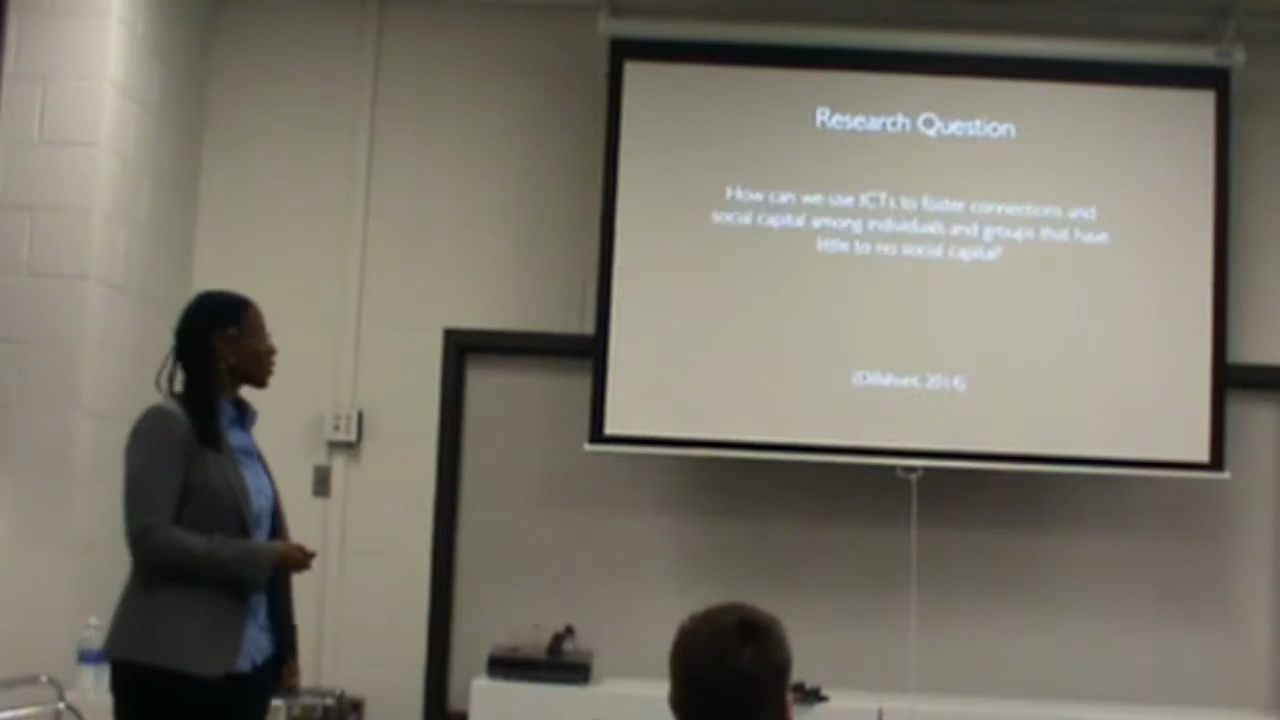 Research Question
How can we use ICTs to foster connections and
social capital among individuals and groups that have
little to no social capital?
(Dillahunt, 2014)